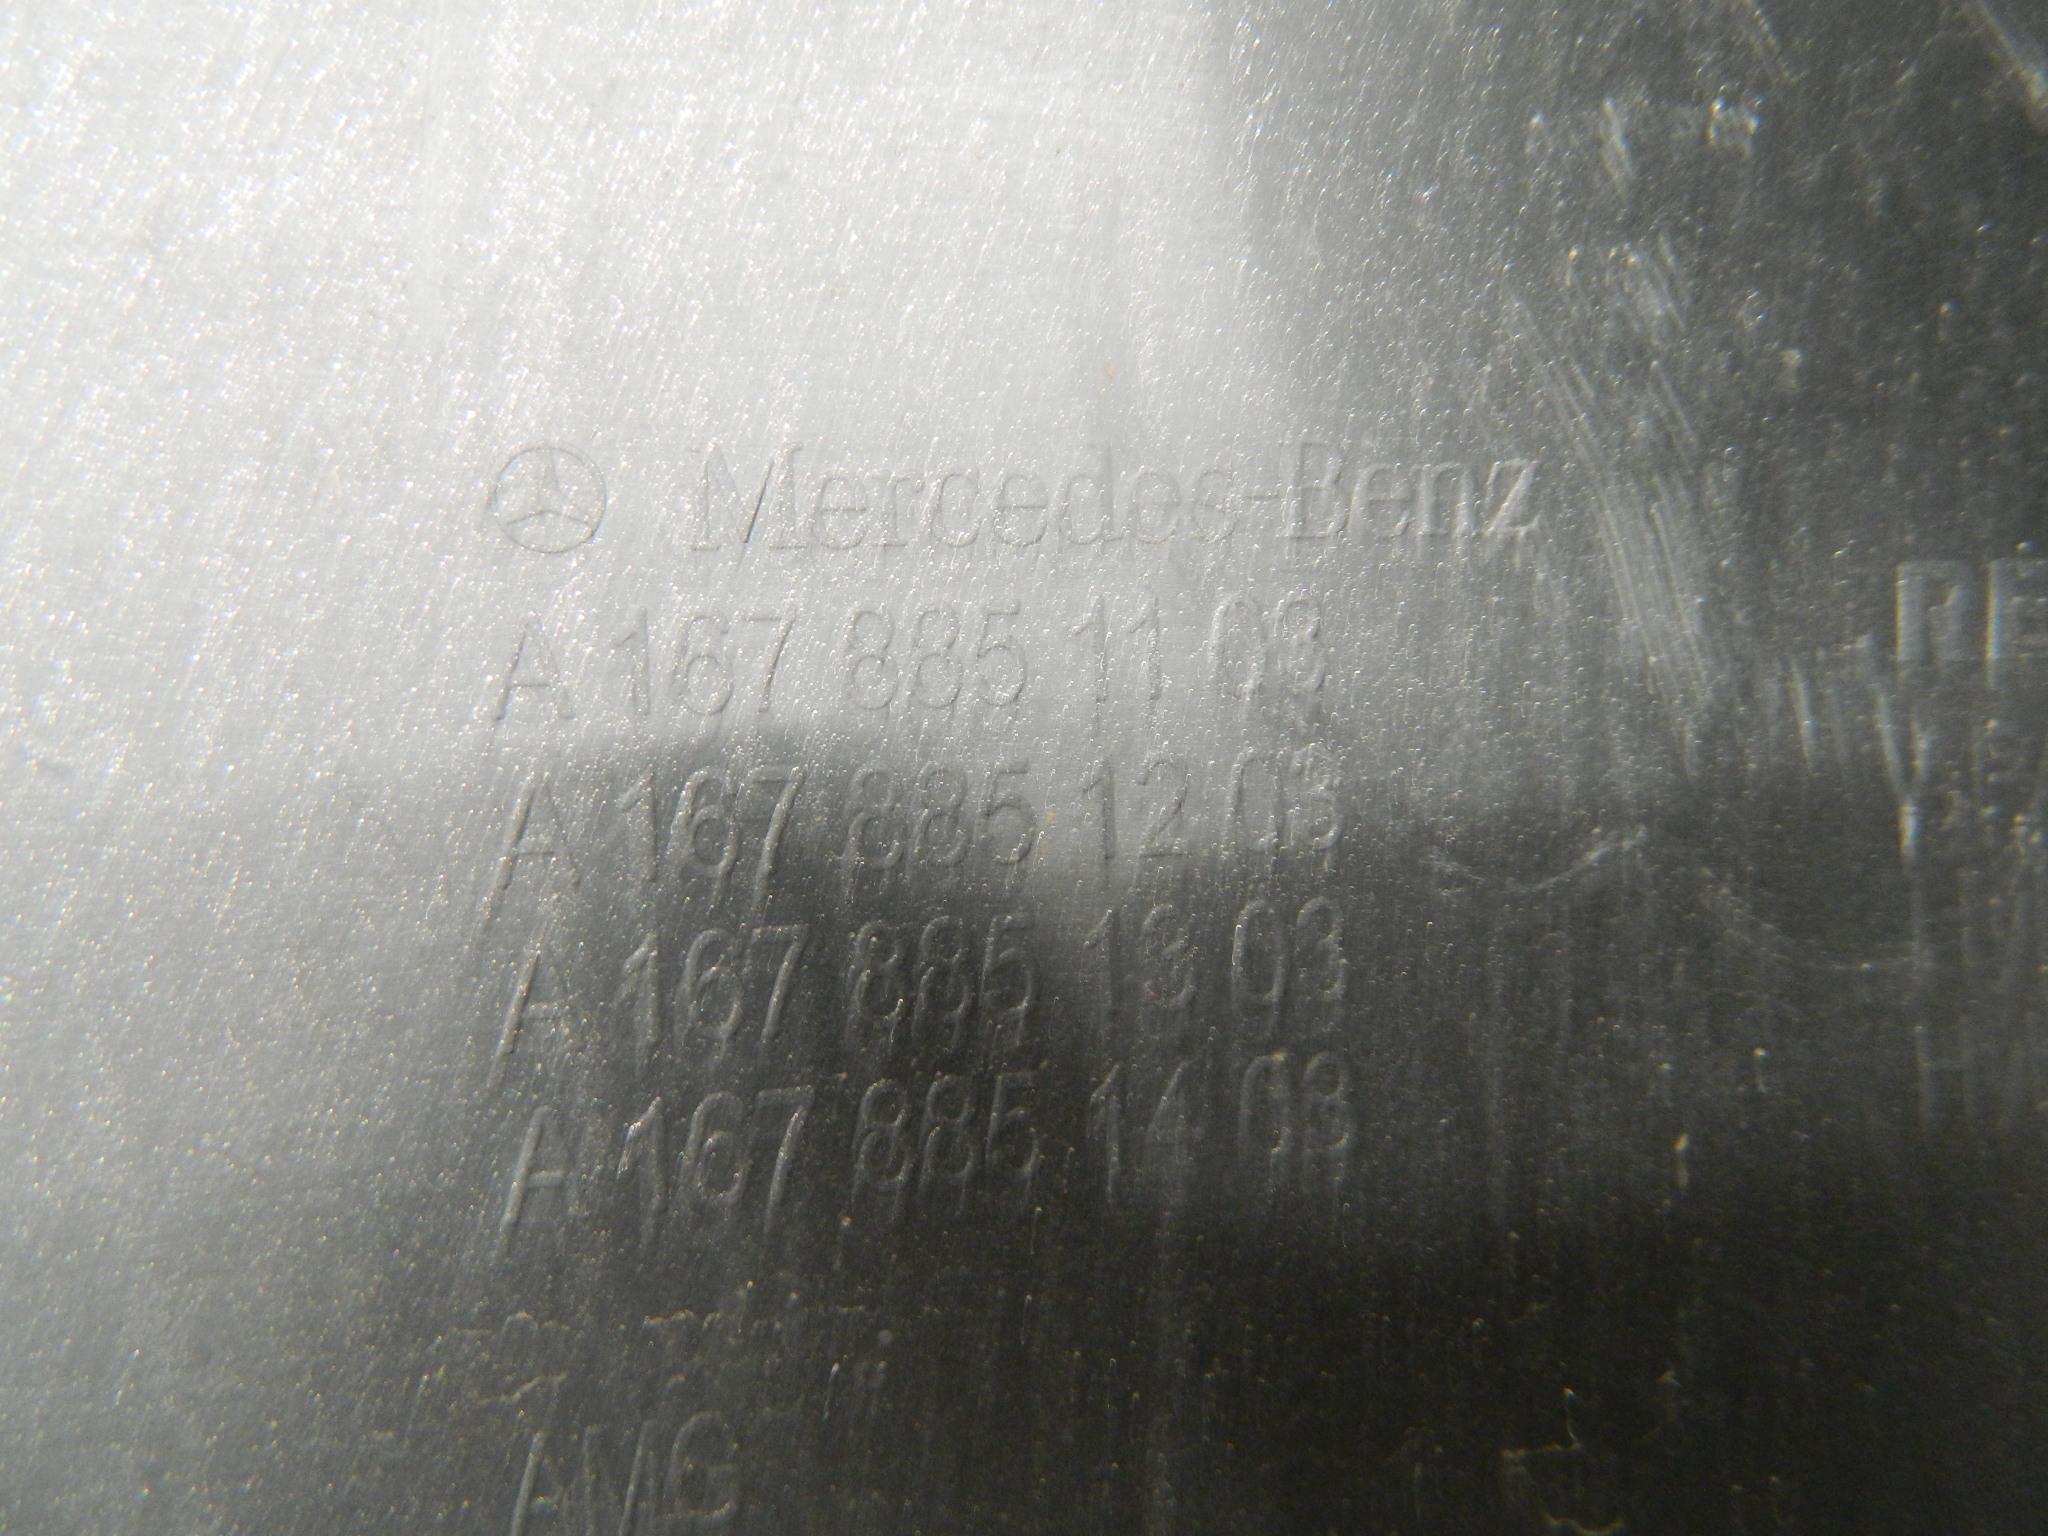 Mercedes-Benz
A 167 885 11 03
A 167 885 12 03
A 167 885 13 03
A 167 885 14 03
AMG